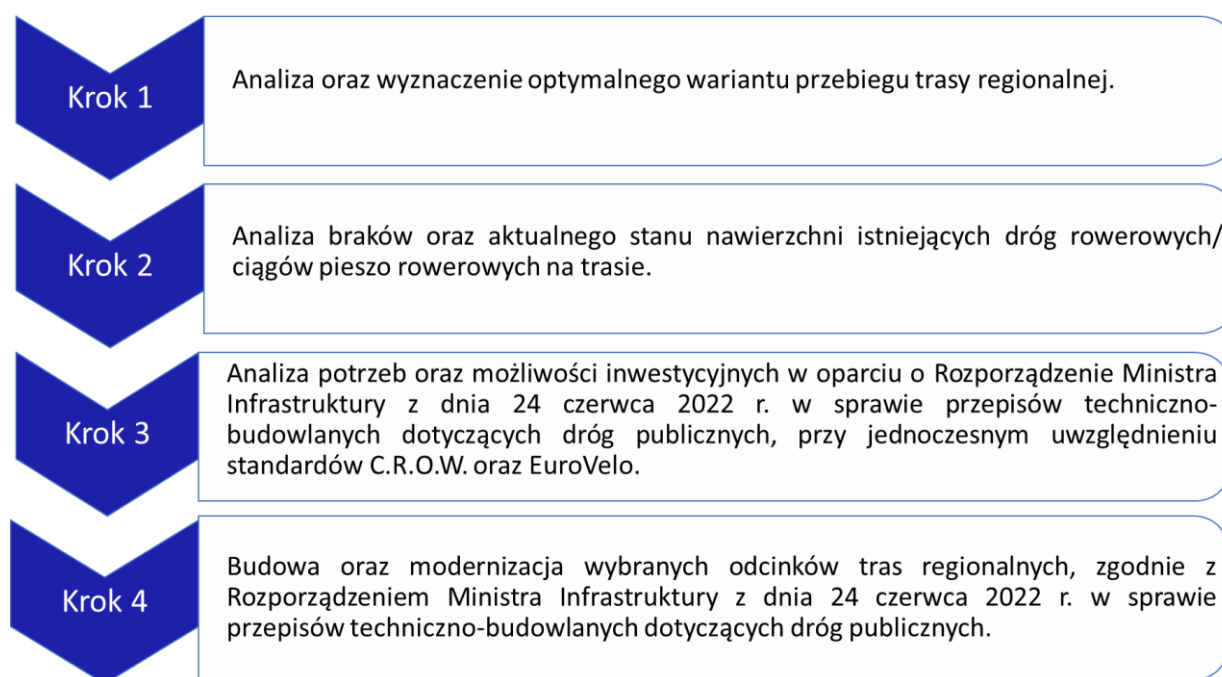 Krok 1
Analiza oraz wyznaczenie optymalnego wariantu przebiegu trasy regionalnej.
Krok 2
Analiza braków oraz aktualnego stanu nawierzchni istniejących dróg rowerowych/
ciągów pieszo rowerowych na trasie.
Krok 3
Analiza potrzeb oraz możliwości inwestycyjnych w oparciu o Rozporządzenie Ministra
Infrastruktury z dnia 24 czerwca 2022 r. w sprawie przepisów techniczno-
budowlanych dotyczących dróg publicznych, przy jednoczesnym uwzględnieniu
standardów C.R.O.W. oraz EuroVelo.
Krok 4
Budowa oraz modernizacja wybranych odcinków tras regionalnych, zgodnie z
Rozporządzeniem Ministra Infrastruktury z dnia 24 czerwca 2022 r. w sprawie
przepisów techniczno-budowlanych dotyczących dróg publicznych.